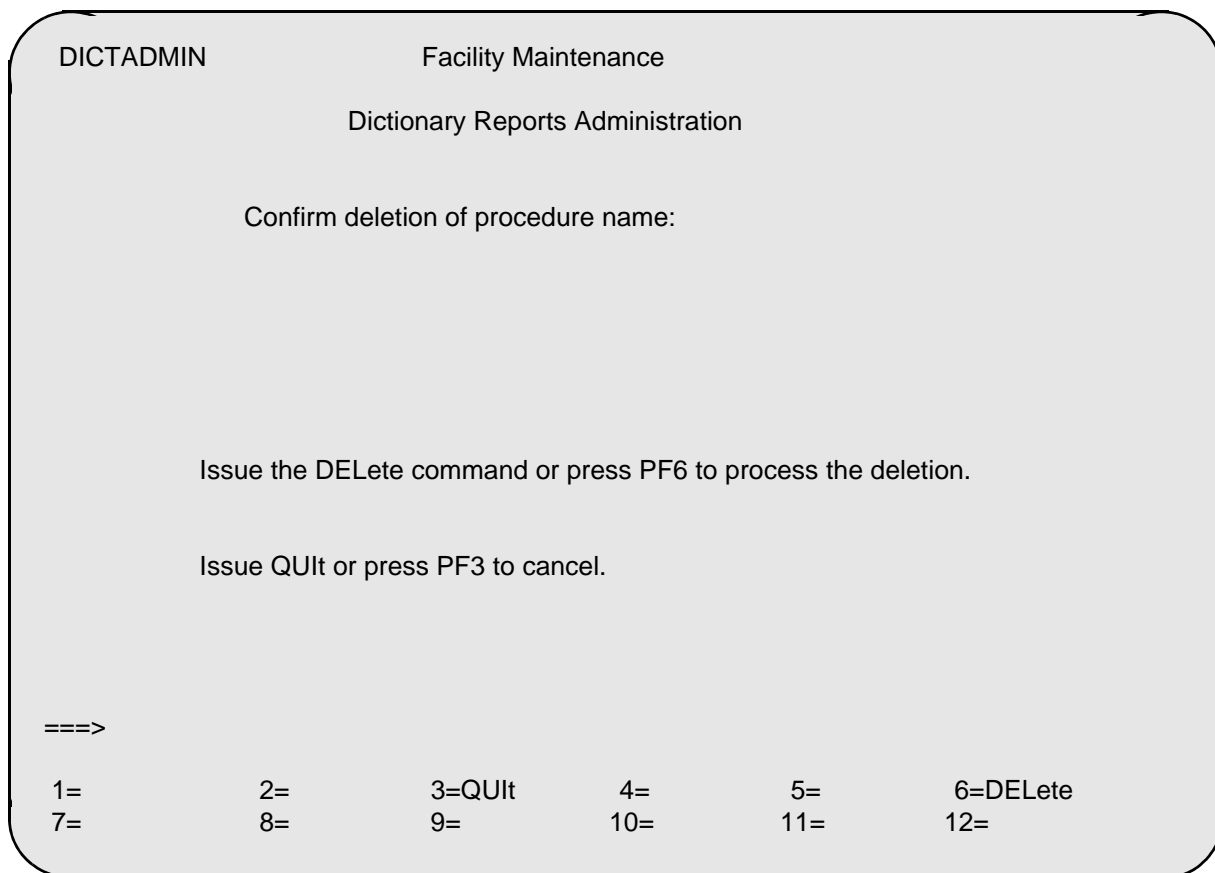 DICTADMIN Facility Maintenance
Dictionary Reports Administration
Confirm deletion of procedure name:
Issue the DELete command or press PF6 to process the deletion.
Issue QUIt or press PF3 to cancel.
===>
1= 2= 3=QUIt 4= 5= 6=DELete
7= 8= 9= 10= 11= 12=